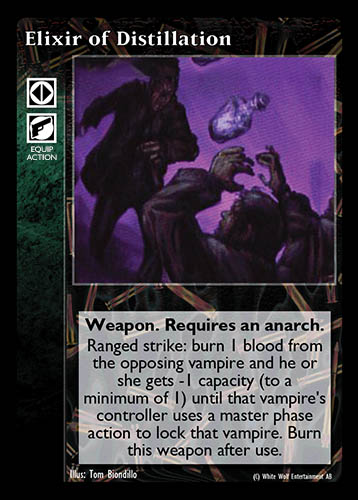 Elixir of Distillation
EQUIP
ACTION
Weapon. Requires an anarch.
Ranged strike: burn 1 blood from
the opposing vampire and he or
she gets -1 capacity (to a
minimum of 1) until that vampire's
controller uses a master phase
action to lock that vampire. Burn
this weapon after use.
Illus: Tom Biondillo
(C) White Wolf Entertainment AB